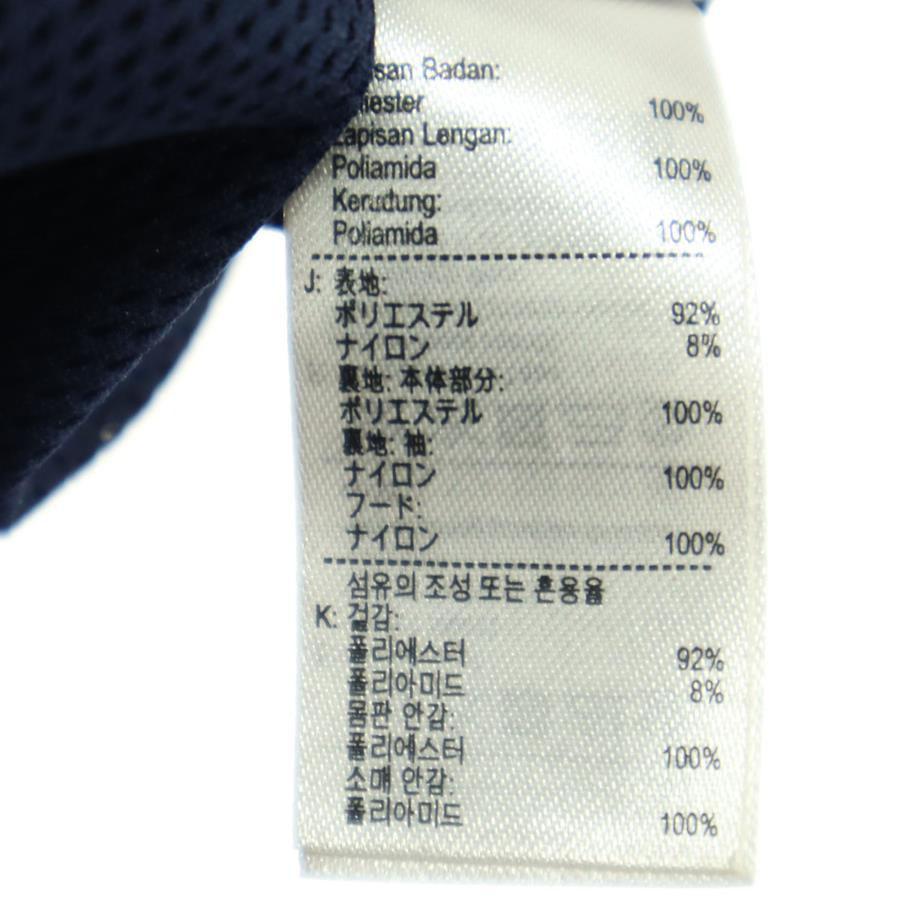 Badan:
100%
Lapisan Lengan:
Poliamida 100%
Kerudung:
Poliamida 100%
J: 表地:
ポリエステル 92%
ナイロン 8%
裏地: 本体部分:
ポリエステル 100%
裏地: 袖:
ナイロン 100%
フード:
ナイロン 100%
섬유의 조성 또는 혼용율
K: 겉감:
폴리에스터 92%
폴리아미드 8%
몸판 안감:
폴리에스터 100%
소매 안감:
폴리아미드 100%